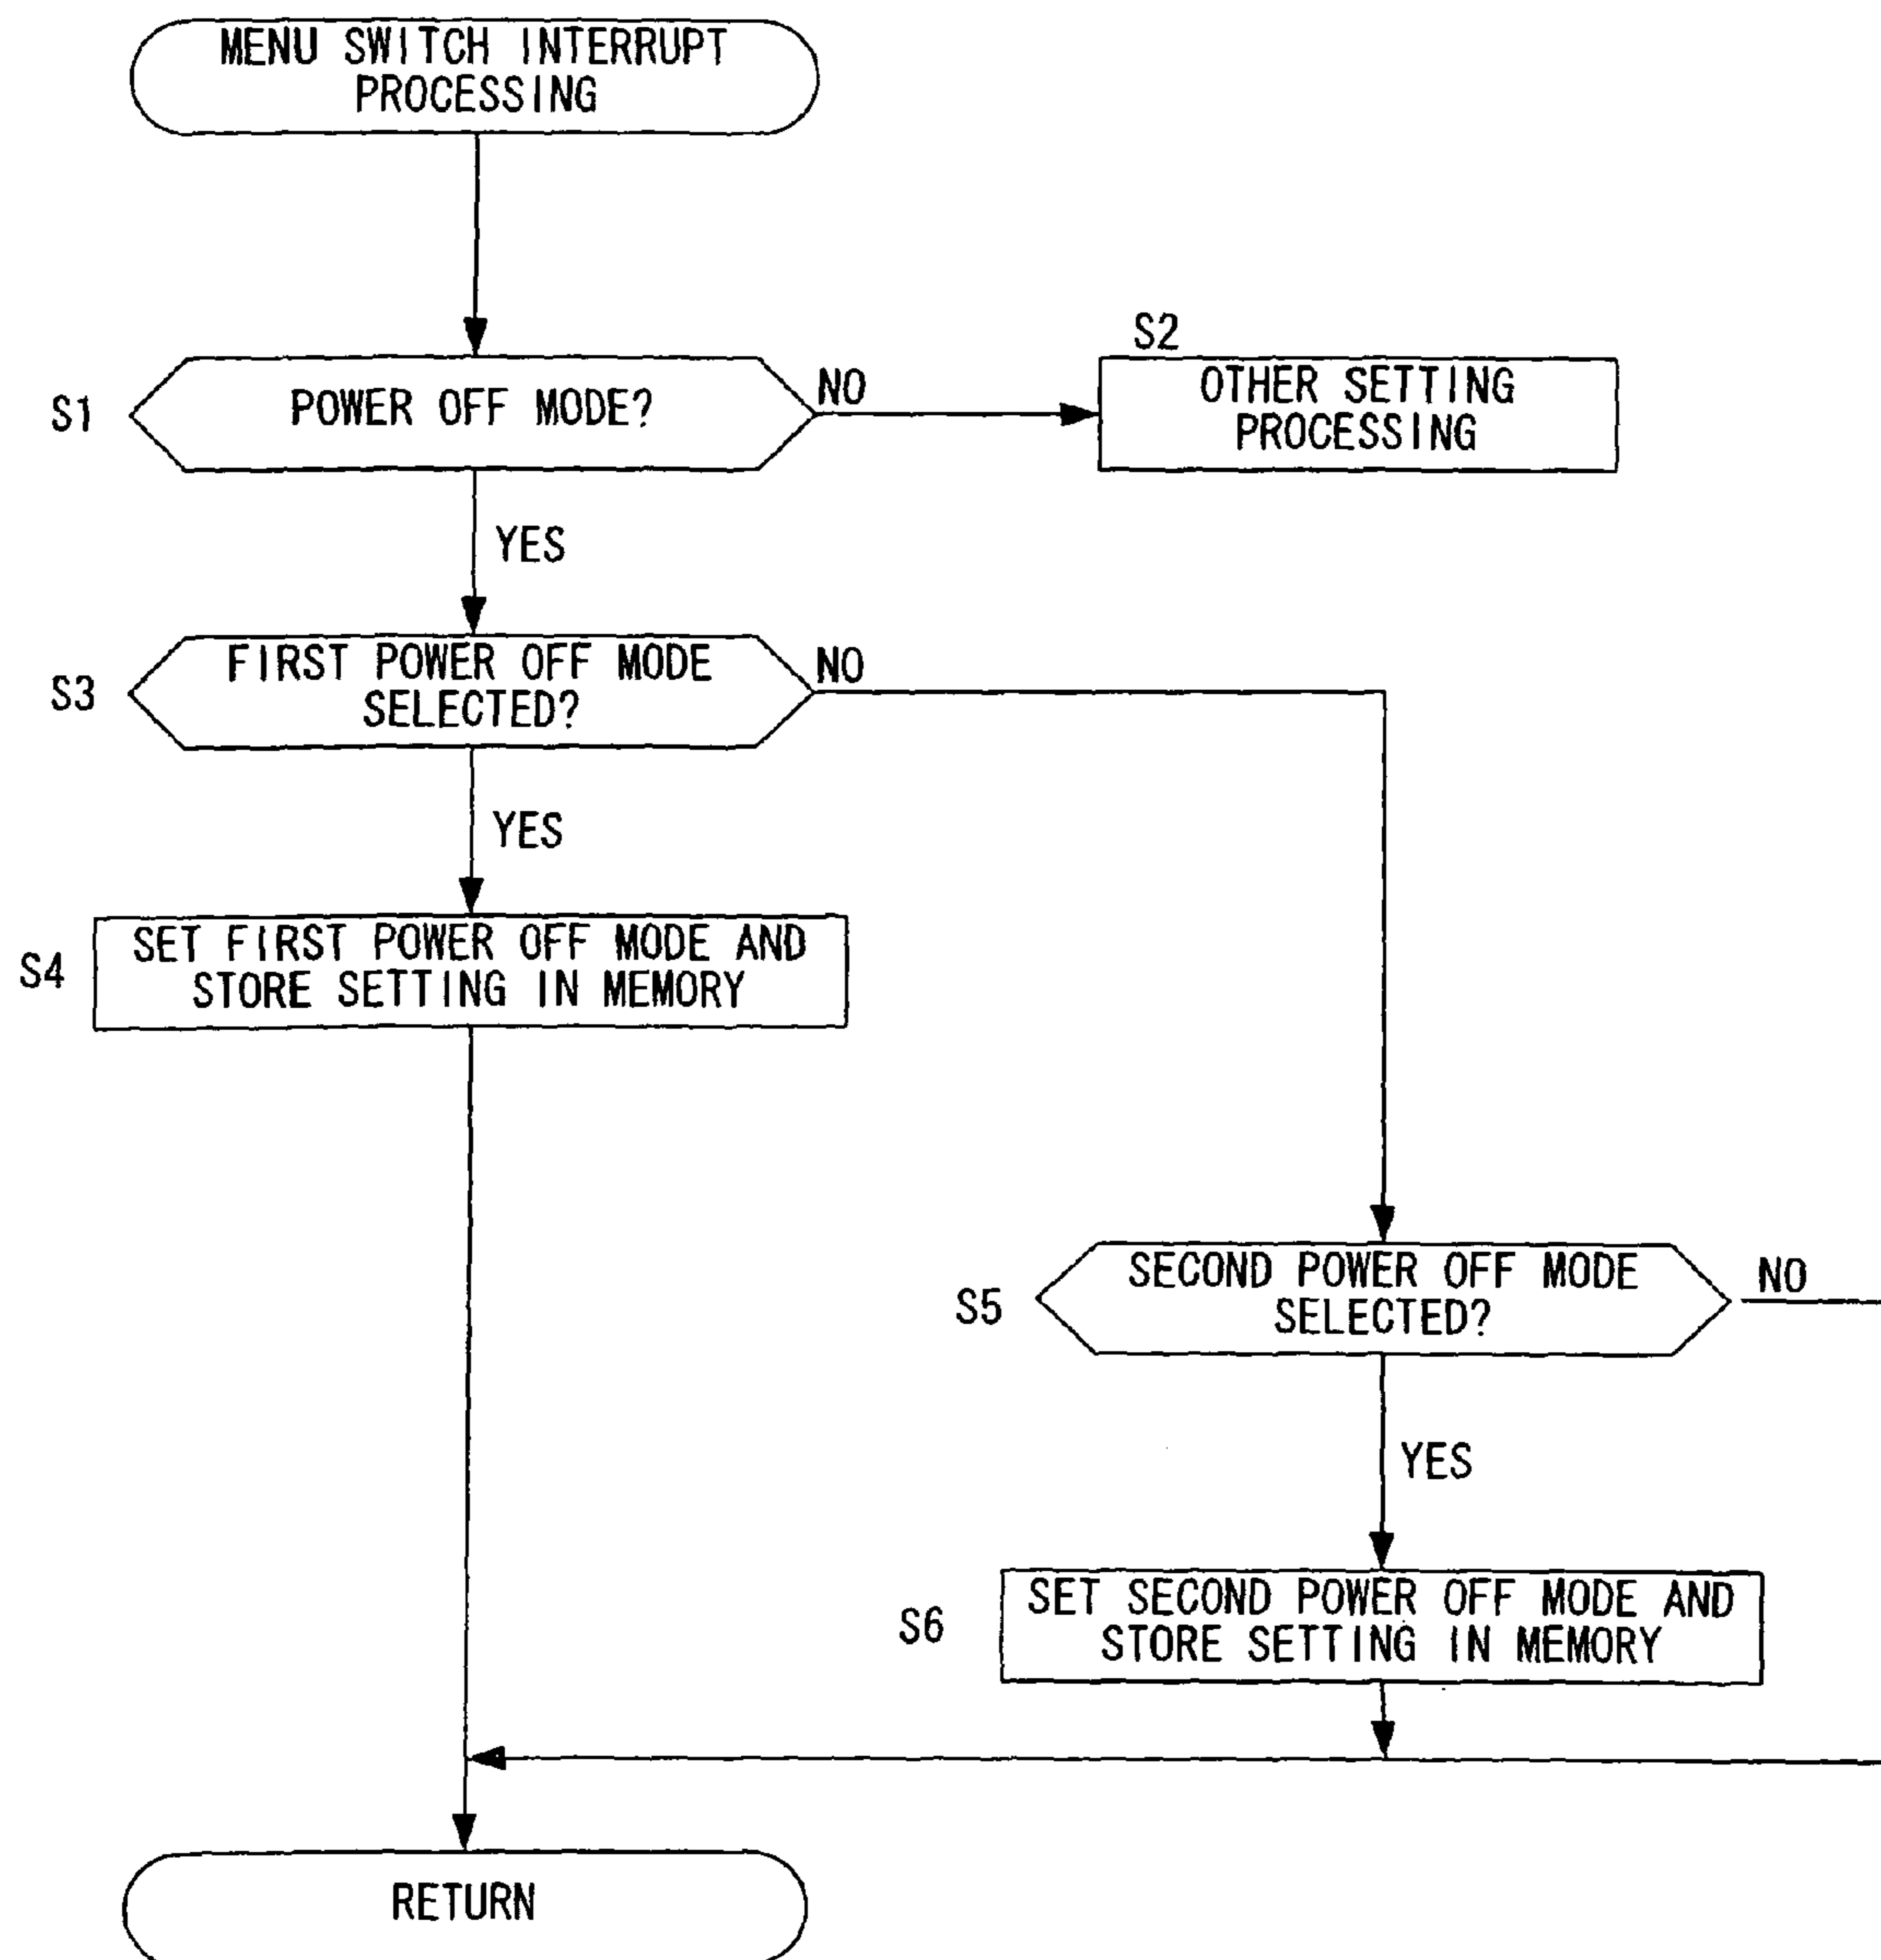 MENU SWITCH INTERRUPT
PROCESSING
S1
POWER OFF MODE?
NO
S2
OTHER SETTING
PROCESSING
YES
S3
FIRST POWER OFF MODE
SELECTED?
NO
YES
S4
SET FIRST POWER OFF MODE AND
STORE SETTING IN MEMORY
S5
SECOND POWER OFF MODE
SELECTED?
NO
YES
S6
SET SECOND POWER OFF MODE AND
STORE SETTING IN MEMORY
RETURN